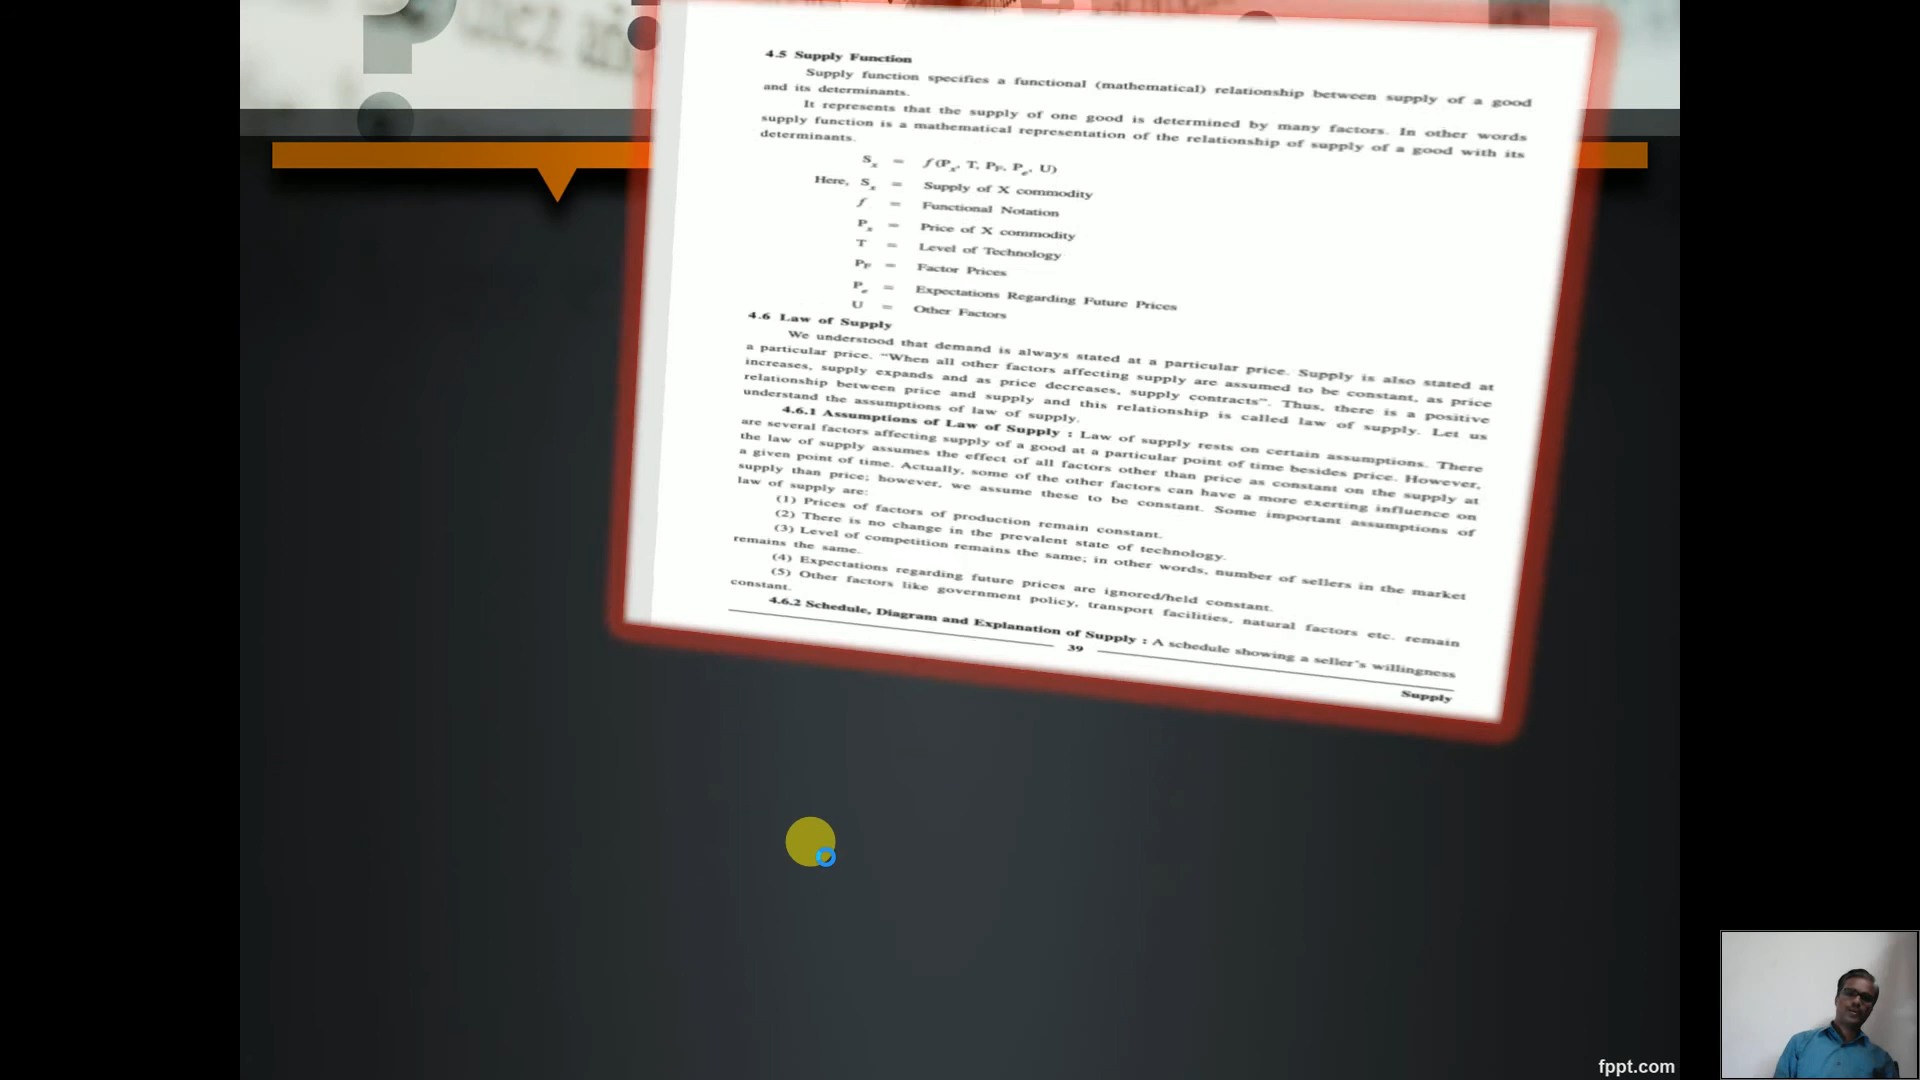 chez
4.5 Supply Function
Supply function specifies a functional (mathematical) relationship between supply of a good
and its determinants.
It represents that the supply of one good is determined by many factors. In other words
supply function is a mathematical representation of the relationship of supply of a good with its
determinants.
Sx = f(Px, T, PF, Pe, U)
Here, Sx = Supply of X commodity
f = Functional Notation
Px = Price of X commodity
T = Level of Technology
PF = Factor Prices
Pe = Expectations Regarding Future Prices
U = Other Factors
4.6 Law of Supply
We understood that demand is always stated at a particular price. Supply is also stated at
a particular price. "When all other factors affecting supply are assumed to be constant, as price
increases, supply expands and as price decreases, supply contracts". Thus, there is a positive
relationship between price and supply and this relationship is called law of supply. Let us
understand the assumptions of law of supply.
4.6.1 Assumptions of Law of Supply : Law of supply rests on certain assumptions. There
are several factors affecting supply of a good at a particular point of time besides price. However,
the law of supply assumes the effect of all factors other than price as constant on the supply at
a given point of time. Actually, some of the other factors can have a more exerting influence on
supply than price; however, we assume these to be constant. Some important assumptions of
law of supply are:
(1) Prices of factors of production remain constant.
(2) There is no change in the prevalent state of technology.
(3) Level of competition remains the same; in other words, number of sellers in the market
remains the same.
(4) Expectations regarding future prices are ignored/held constant.
(5) Other factors like government policy, transport facilities, natural factors etc. remain
constant.
4.6.2 Schedule, Diagram and Explanation of Supply : A schedule showing a seller's willingness
39
Supply
fppt.com